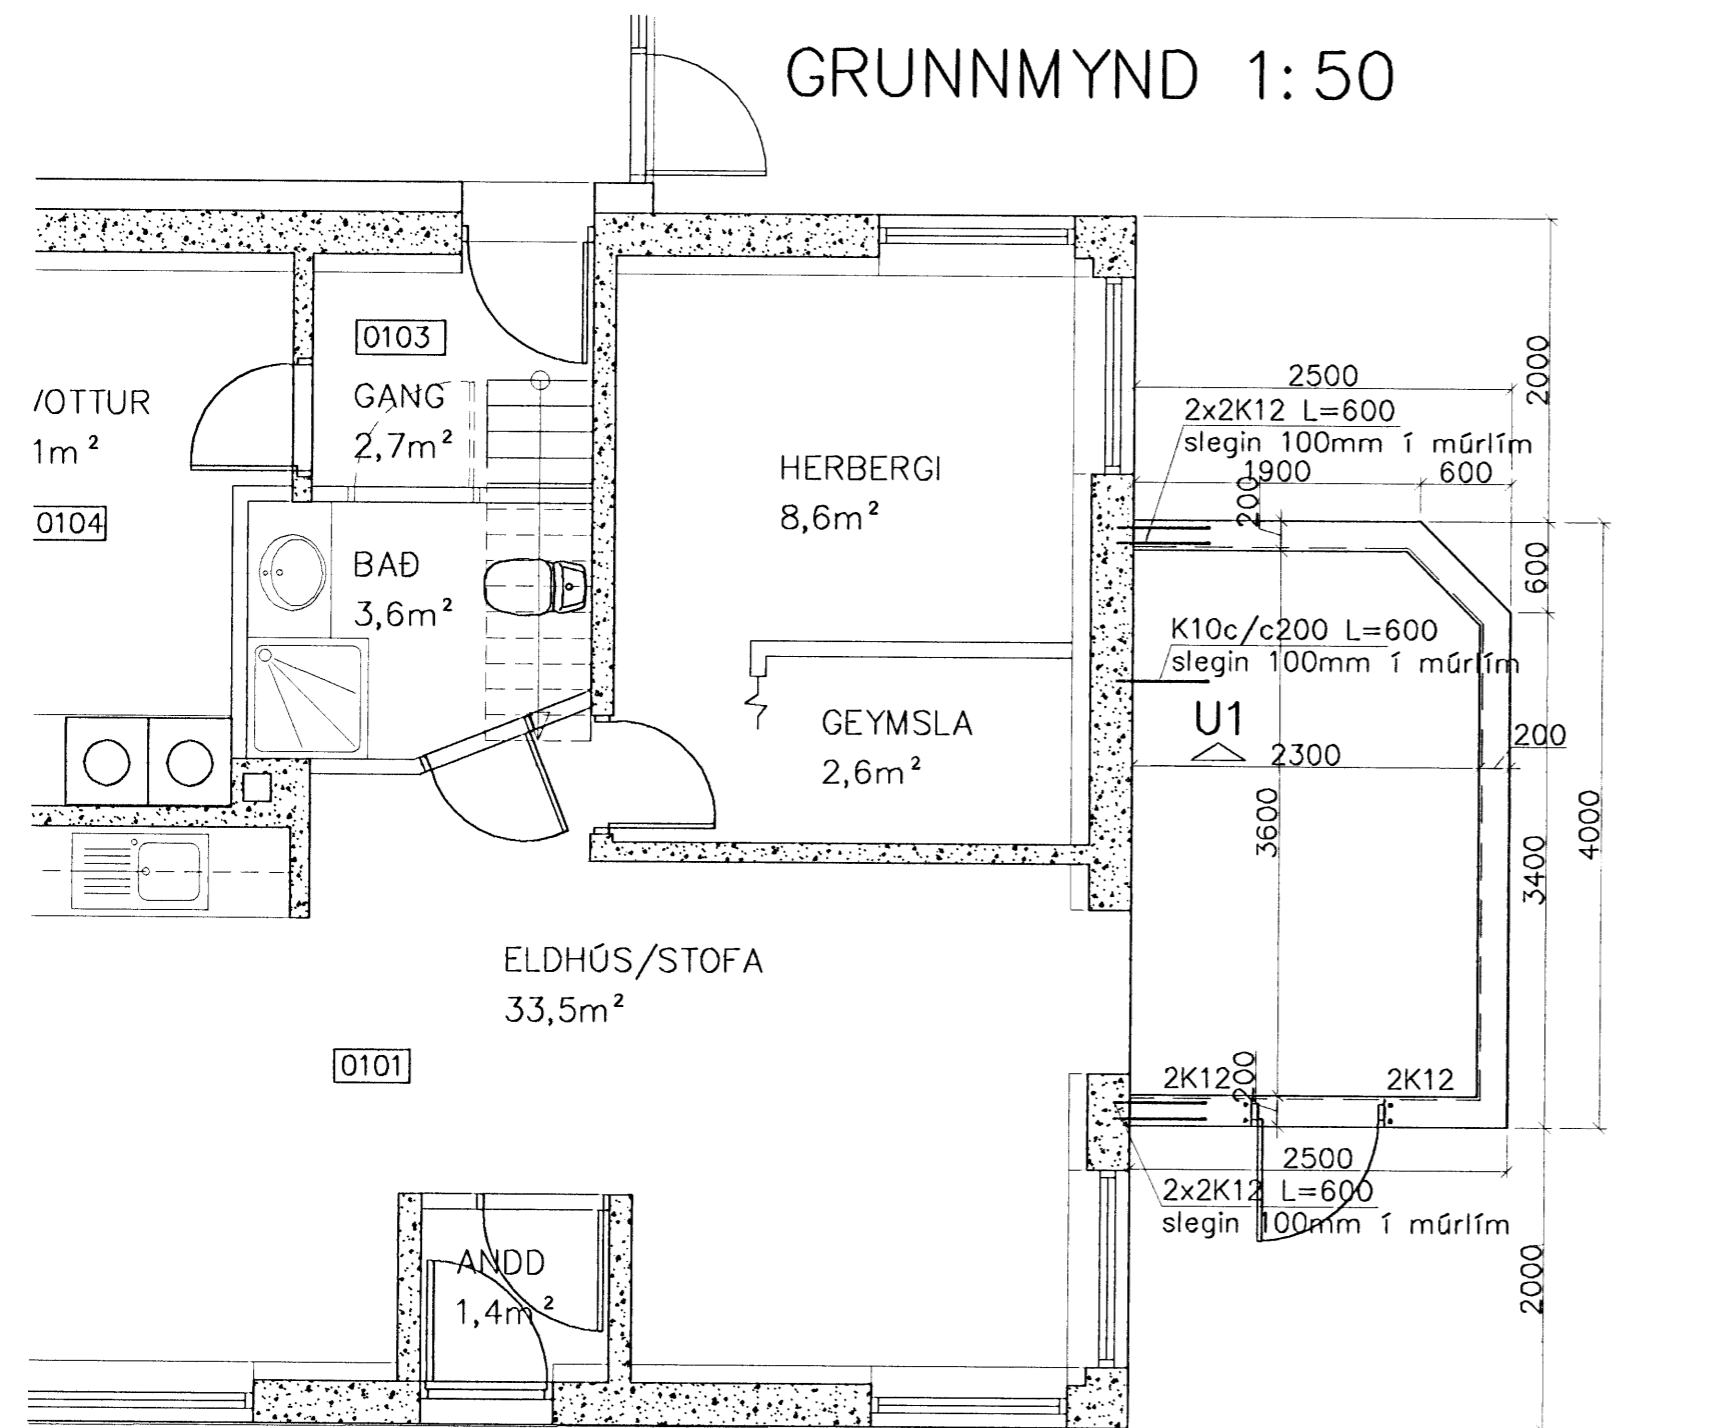 GRUNNMYND 1:50
0103
GANG
2,7m²
VOTTUR
1m²
0104
BAÐ
3,6m²
HERBERGI
8,6m²
GEYMSLA
2,6m²
ELDHÚS/STOFA
33,5m²
0101
ANDD
1,4m²
2500
2x2K12 L=600
slegin 100mm í múrlím
1900
600
200
2000
600
K10c/c200 L=600
slegin 100mm í múrlím
U1
200
2300
3600
4000
3400
2K12
200
2K12
2500
2x2K12 L=600
slegin 100mm í múrlím
2000